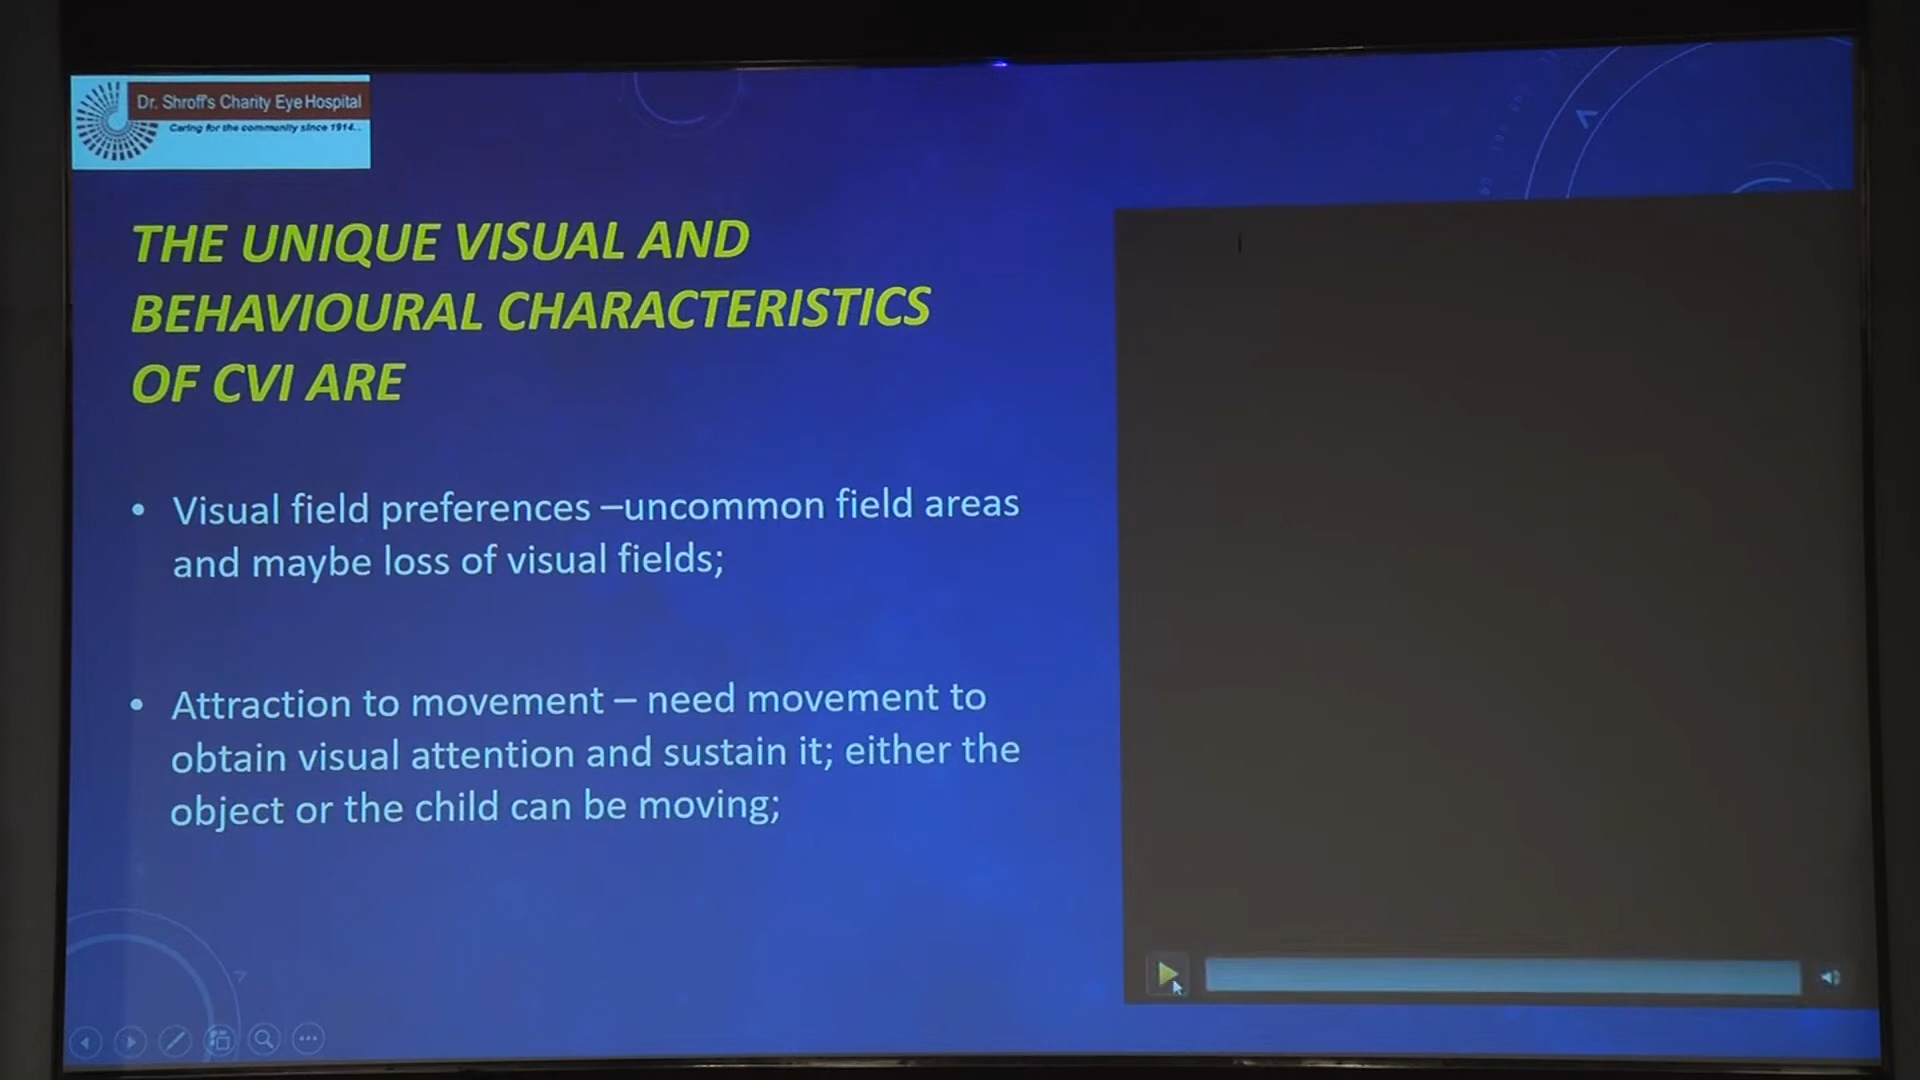 Dr. Shroff's Charity Eye Hospital
Caring for the community since 1914...
THE UNIQUE VISUAL AND
BEHAVIOURAL CHARACTERISTICS
OF CVI ARE
• Visual field preferences –uncommon field areas
and maybe loss of visual fields;
• Attraction to movement – need movement to
obtain visual attention and sustain it; either the
object or the child can be moving;